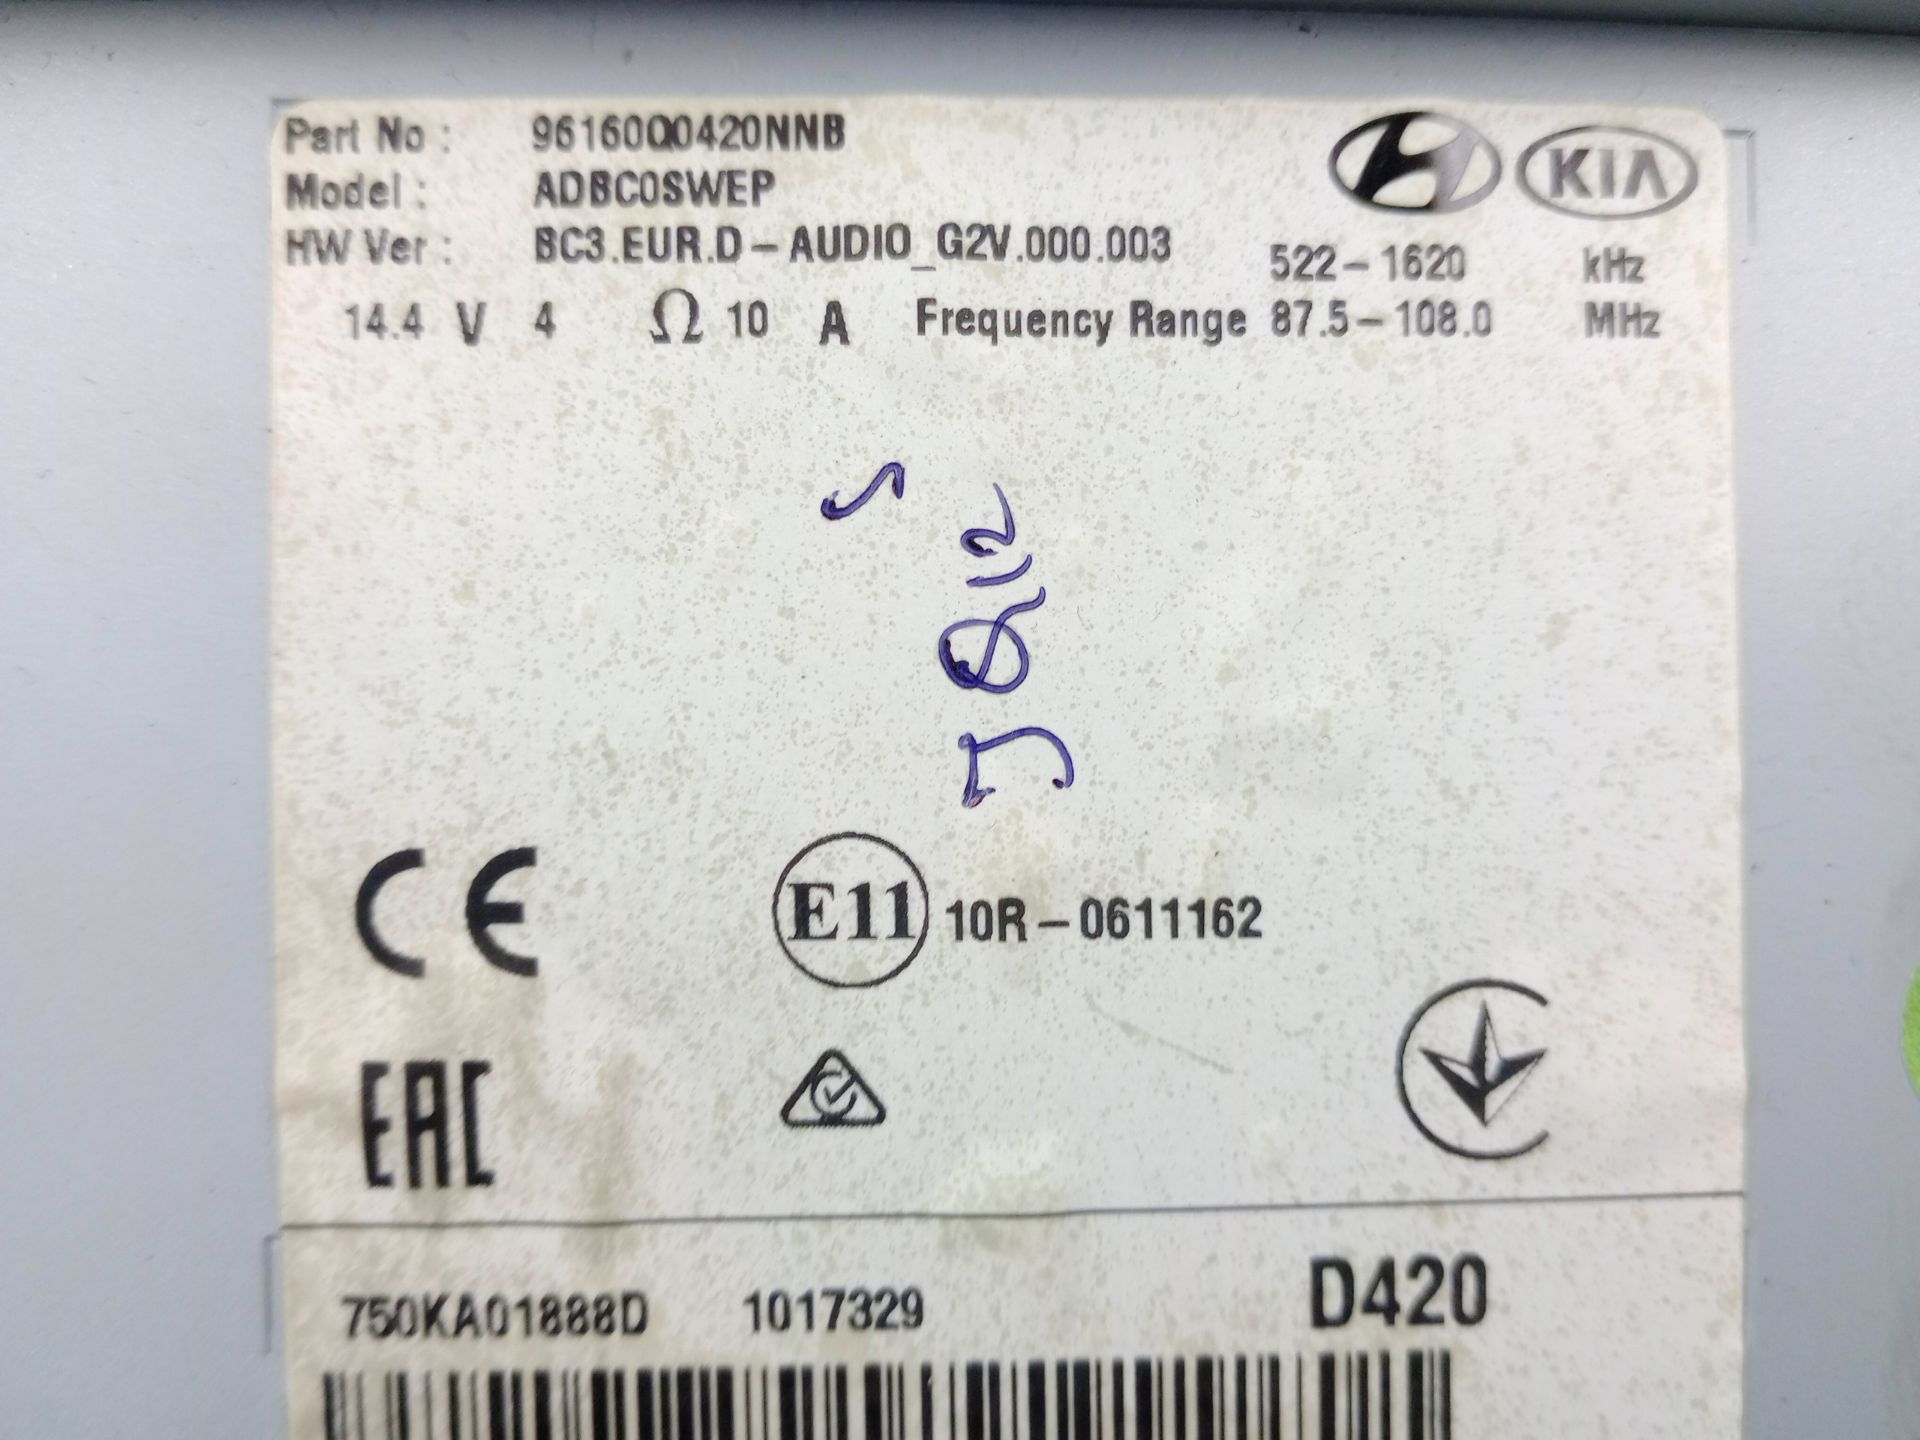 Part No : 96160Q0420NNB
Model : ADBC0SWEP
HW Ver : BC3.EUR.D-AUDIO_G2V.000.003
KIA
522-1620 kHz
14.4 V 4 Ω 10 A Frequency Range 87.5-108.0 MHz
CE
E11 10R-0611162
EAC
750KA01888D 1017329 D420